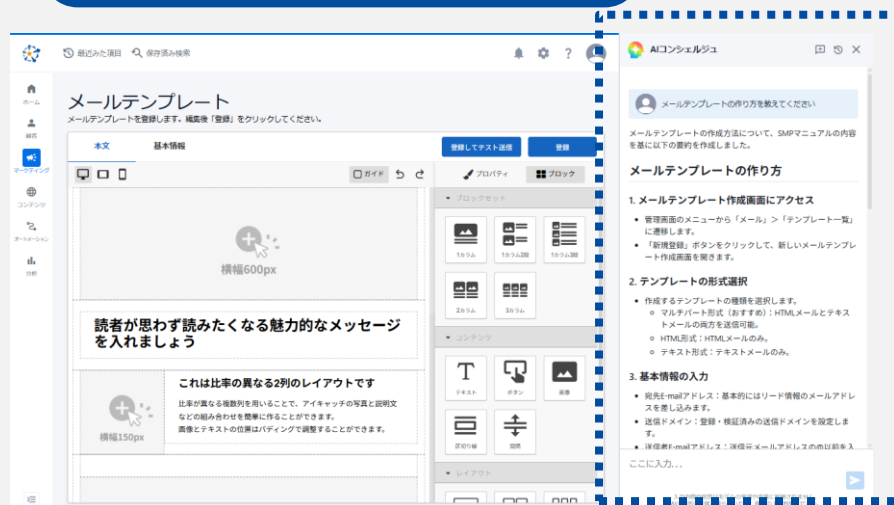 最近みた項目
保存済み検索
?
ホーム
顧客
マーケティング
コンテンツ
オートメーション
分析
メールテンプレート
メールテンプレートを登録します。編集後「登録」をクリックしてください。
本文
基本情報
登録してテスト送信
登録
ガイド
プロパティ
ブロック
横幅600px
読者が思わず読みたくなる魅力的なメッセージ
を入れましょう
これは比率の異なる2列のレイアウトです
比率が異なる複数列を用いることで、アイキャッチの写真と説明文
などの組み合わせを簡単に作ることができます。
画像とテキストの位置はパディングで調整することができます。
横幅150px
ブロックセット
1カラム
1カラム2段
1カラム3段
2カラム
3カラム
コンテンツ
テキスト
ボタン
画像
区切り線
間隔
レイアウト
AIコンシェルジュ
メールテンプレートの作り方を教えてください
メールテンプレートの作成方法について、SMPマニュアルの内容
を基に以下の要約を作成しました。
メールテンプレートの作り方
1. メールテンプレート作成画面にアクセス
• 管理画面のメニューから「メール」＞「テンプレート一覧」
に遷移します。
• 「新規登録」ボタンをクリックして、新しいメールテンプレ
ート作成画面を開きます。
2. テンプレートの形式選択
• 作成するテンプレートの種類を選択します。
○ マルチパート形式（おすすめ）：HTMLメールとテキス
トメールの両方を送信可能。
○ HTML形式：HTMLメールのみ。
○ テキスト形式：テキストメールのみ。
3. 基本情報の入力
• 宛先E-mailアドレス：基本的にはリード情報のメールアドレ
スを差し込みます。
• 送信ドメイン：登録・検証済みの送信ドメインを設定しま
す。
• 送信者E-mailアドレス：送信元メールアドレスの@以前を入
ここに入力...